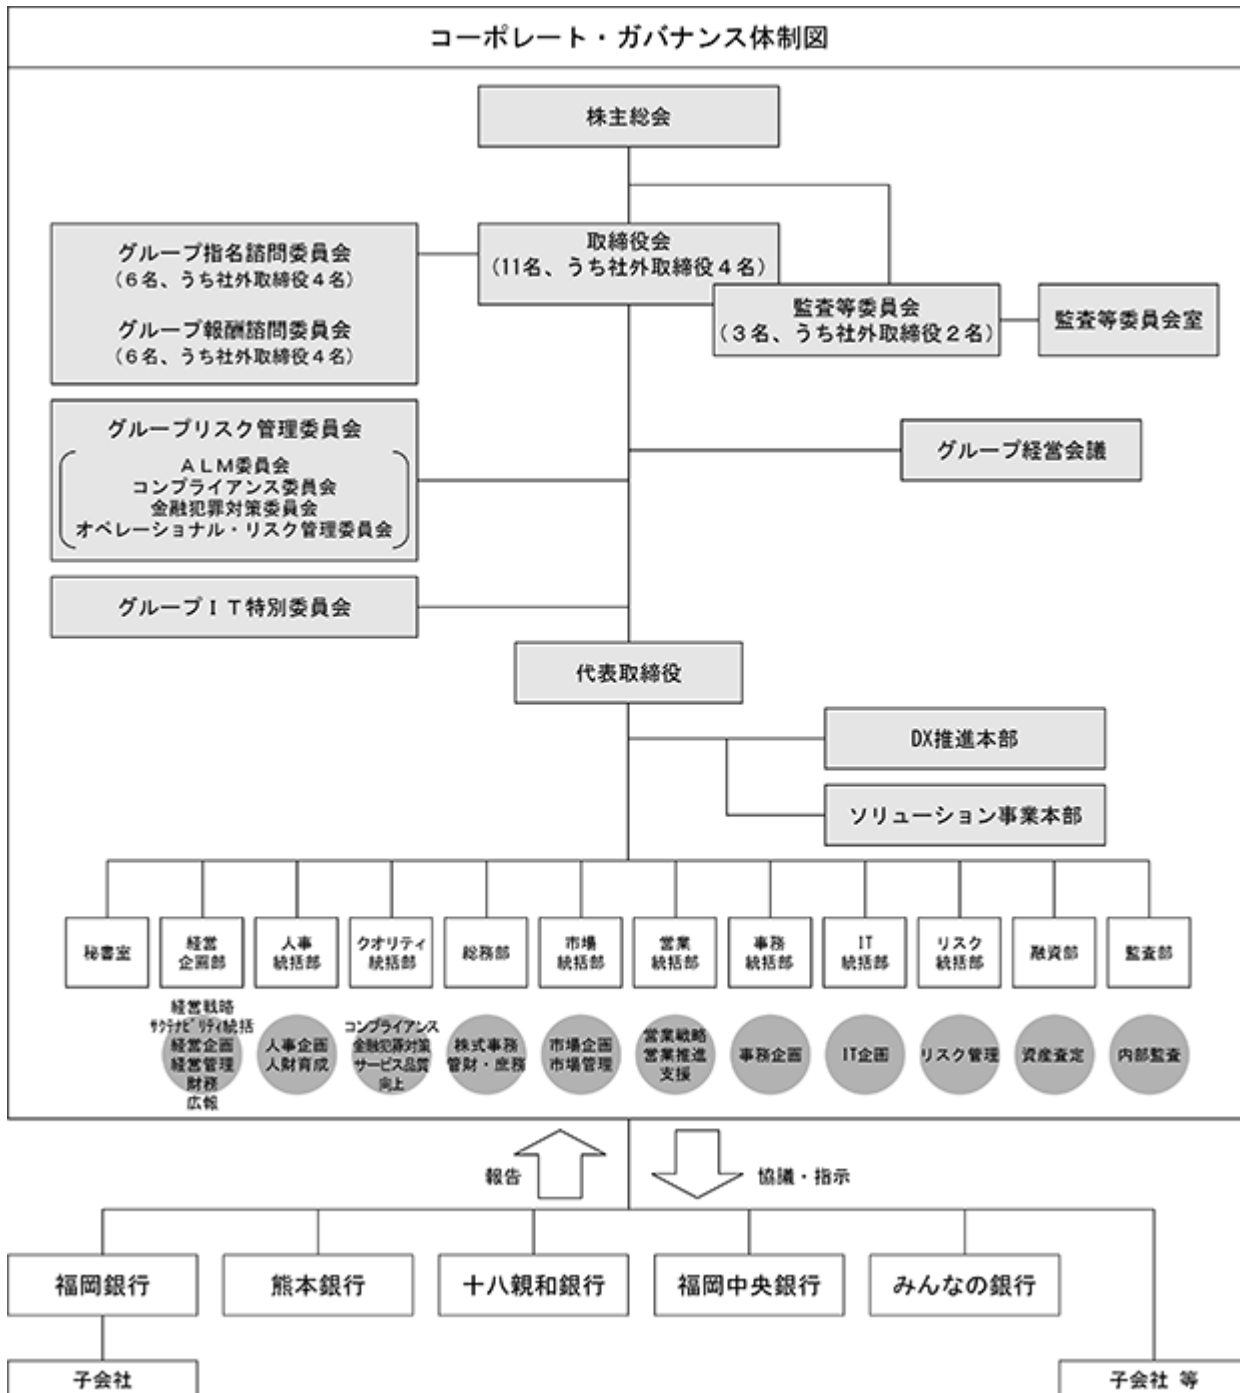 コーポレート・ガバナンス体制図
株主総会
取締役会
(11名、うち社外取締役４名)
グループ指名諮問委員会
(６名、うち社外取締役４名)
グループ報酬諮問委員会
(６名、うち社外取締役４名)
監査等委員会
(３名、うち社外取締役２名)
監査等委員会室
グループリスク管理委員会
ＡＬＭ委員会
コンプライアンス委員会
金融犯罪対策委員会
オペレーショナル・リスク管理委員会
グループ経営会議
グループＩＴ特別委員会
代表取締役
DX推進本部
ソリューション事業本部
秘書室
経営
企画部
人事
統括部
クオリティ
統括部
総務部
市場
統括部
営業
統括部
事務
統括部
IT
統括部
リスク
統括部
融資部
監査部
経営戦略
サステナビリティ統括
経営企画
経営管理
財務
広報
人事企画
人財育成
コンプライアンス
金融犯罪対策
サービス品質
向上
株式事務
管財・庶務
市場企画
市場管理
営業戦略
営業推進
支援
事務企画
IT企画
リスク管理
資産査定
内部監査
報告
協議・指示
福岡銀行
熊本銀行
十八親和銀行
福岡中央銀行
みんなの銀行
子会社
子会社 等